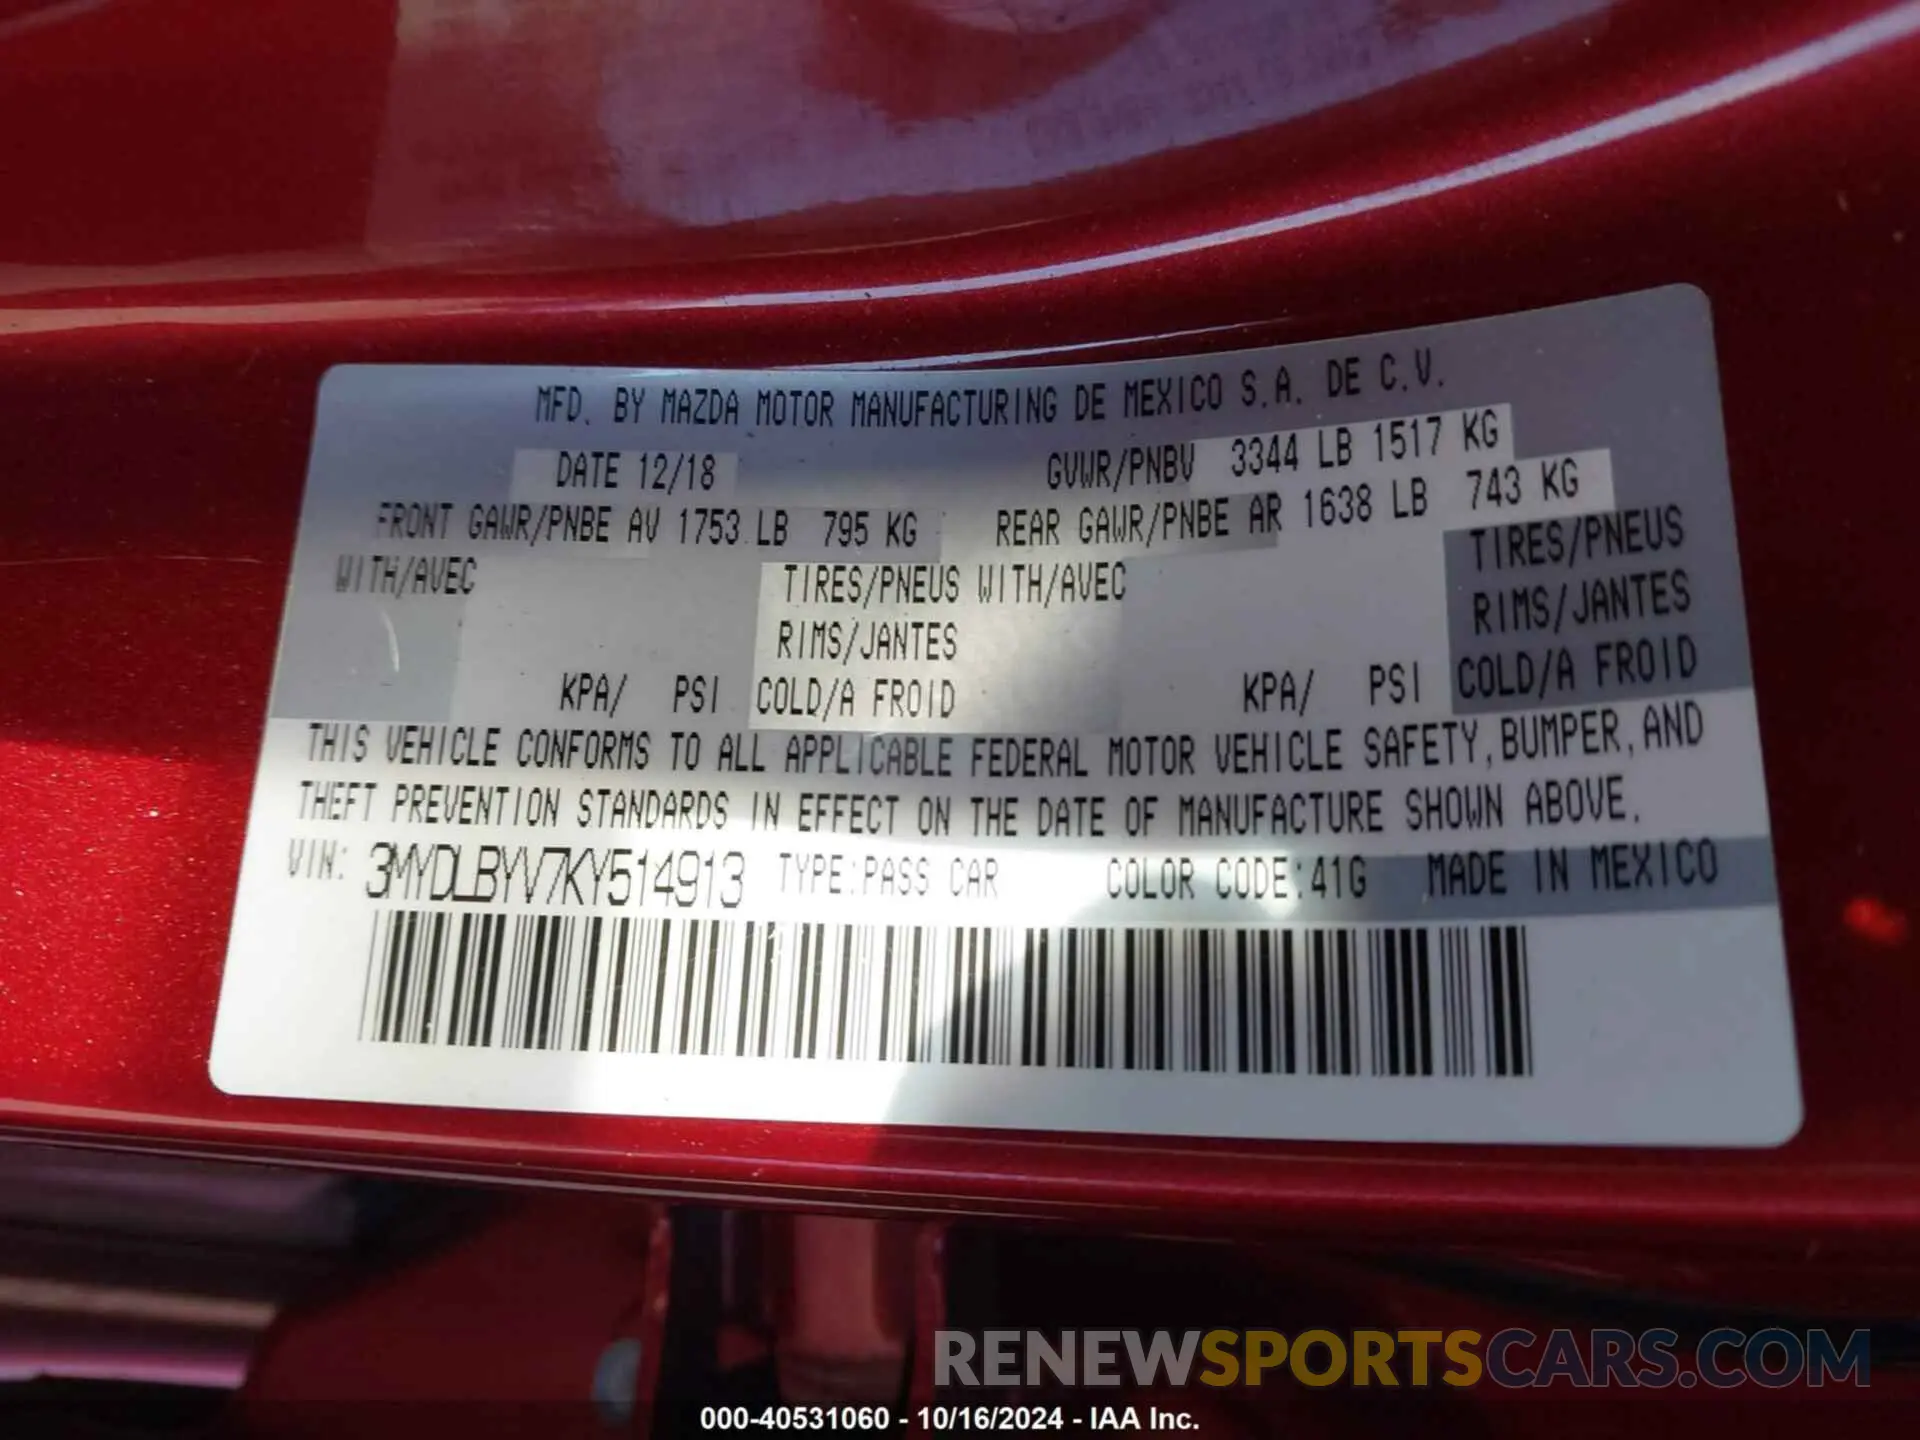 MFD. BY MAZDA MOTOR MANUFACTURING DE MEXICO S.A. DE C.V.
DATE 12/18 GVWR/PNBV 3344 LB 1517 KG
FRONT GAWR/PNBE AV 1753 LB 795 KG REAR GAWR/PNBE AR 1638 LB 743 KG
WITH/AVEC TIRES/PNEUS WITH/AVEC TIRES/PNEUS
RIMS/JANTES RIMS/JANTES
KPA/ PSI COLD/A FROID KPA/ PSI COLD/A FROID
THIS VEHICLE CONFORMS TO ALL APPLICABLE FEDERAL MOTOR VEHICLE SAFETY, BUMPER, AND
THEFT PREVENTION STANDARDS IN EFFECT ON THE DATE OF MANUFACTURE SHOWN ABOVE.
VIN: 3MYDLBYV7KY514913 TYPE:PASS CAR COLOR CODE:41G MADE IN MEXICO
RENEWSPORTSCARS.COM
000-40531060 - 10/16/2024 - IAA Inc.